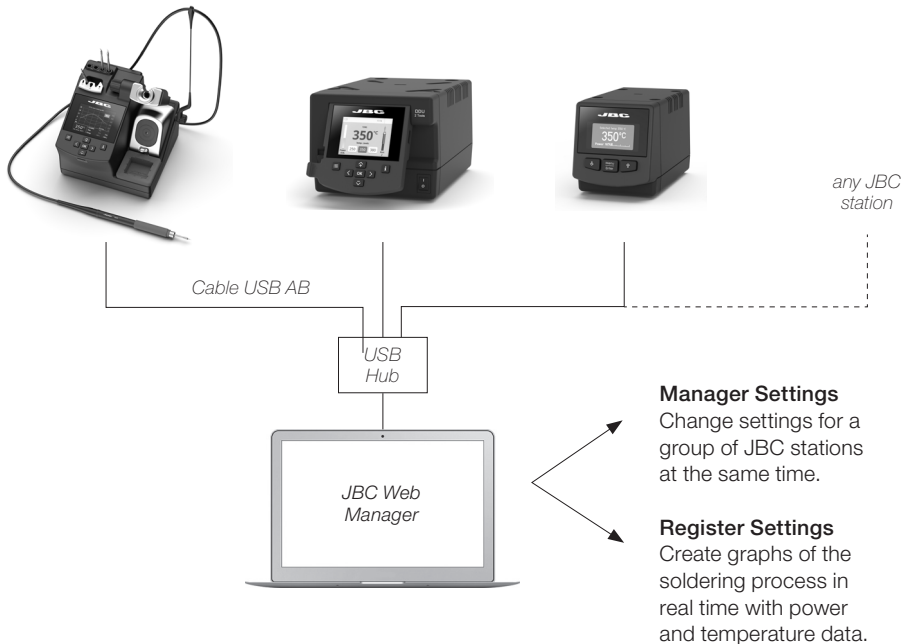 JBC
JBC
DDU
2 Tools
350°C
OK
JBC
350°C
any JBC
station
Cable USB AB
USB
Hub
JBC Web
Manager
Manager Settings
Change settings for a
group of JBC stations
at the same time.
Register Settings
Create graphs of the
soldering process in
real time with power
and temperature data.